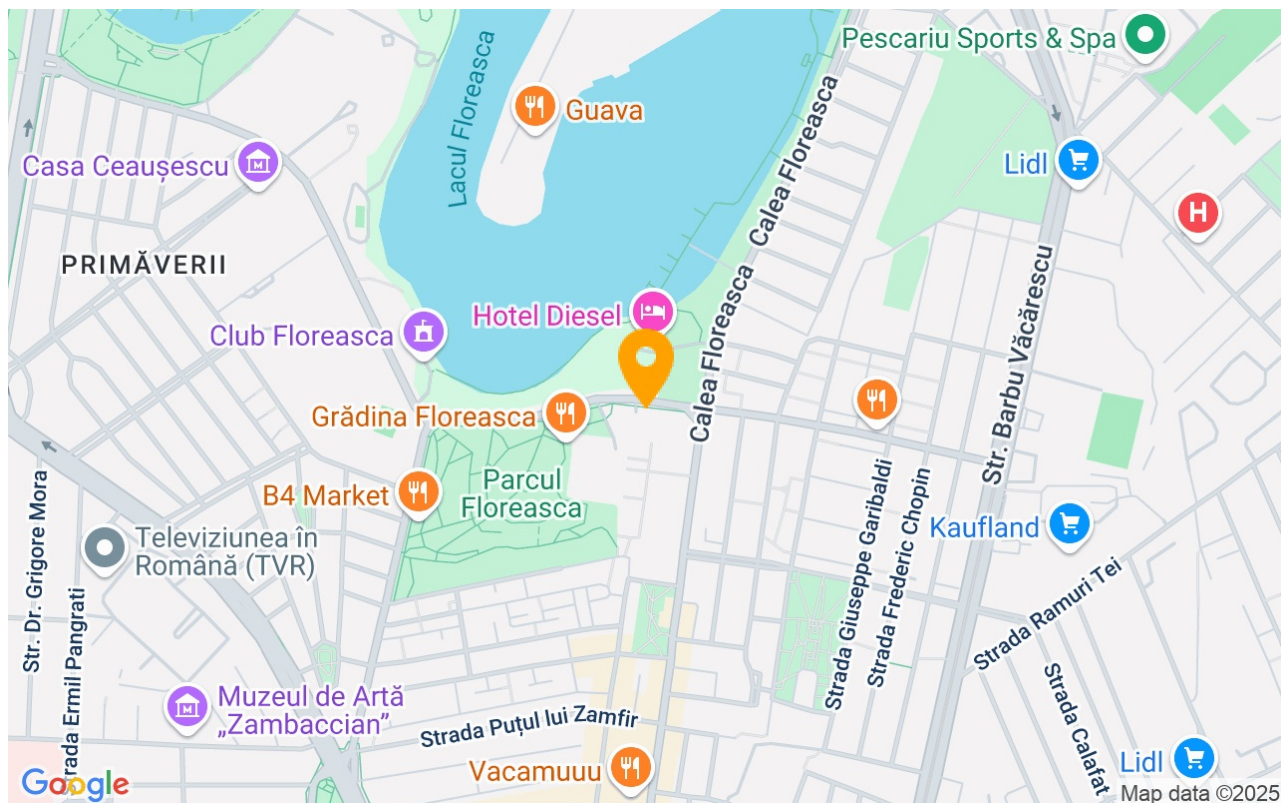 Pescariu Sports & Spa
Lacul Floreasca
Guava
Calea Floreasca
Casa Ceaușescu
Lidl
H
PRIMĂVERII
Calea Floreasca
Str. Barbu Văcărescu
Hotel Diesel
Club Floreasca
Calea Floreasca
Grădina Floreasca
B4 Market
Parcul
Floreasca
Strada Giuseppe Garibaldi
Strada Frederic Chopin
Kaufland
Televiziunea în
Română (TVR)
Str. Dr. Grigore Mora
Strada Ermil Pangrati
Strada Ramuri Tei
Strada Calafat
Muzeul de Artă
„Zambaccian”
Strada Puțul lui Zamfir
Vacamuuu
Lidl
Google
Map data ©2025